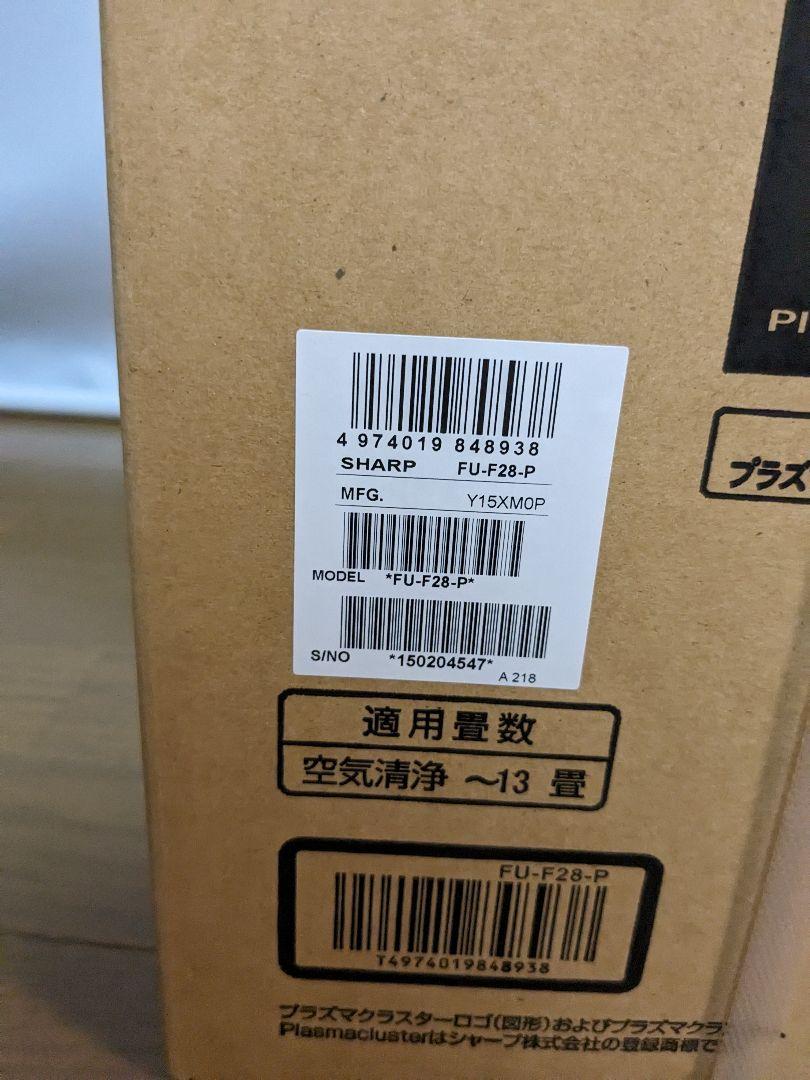 4 974019 848938
SHARP FU-F28-P
MFG. Y15XM0P
MODEL *FU-F28-P*
S/NO *150204547*
A 218
PI
プラズ
適用畳数
空気清浄 ～13 畳
FU-F28-P
T4974019848938
プラズマクラスターロゴ(図形)およびプラズマクラ
Plasmaclusterはシャープ株式会社の登録商標で